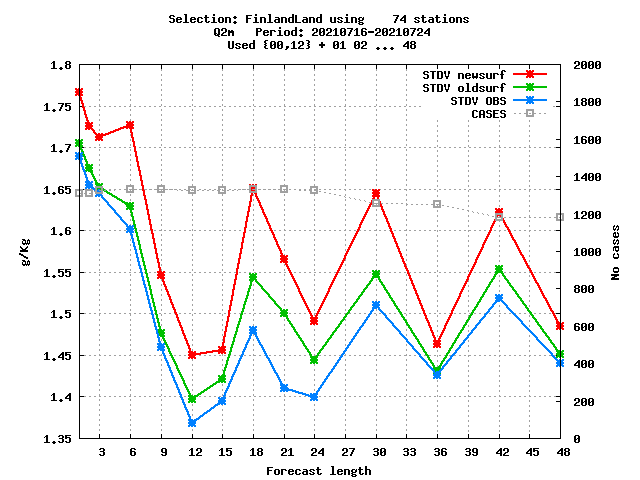 Selection: FinlandLand using 74 stations
Q2m Period: 20210716-20210724
Used {00,12} + 01 02 ... 48
STDV newsurf
STDV oldsurf
STDV OBS
CASES
1.8
1.75
1.7
1.65
1.6
1.55
1.5
1.45
1.4
1.35
g/Kg
2000
1800
1600
1400
1200
1000
800
600
400
200
0
No cases
3 6 9 12 15 18 21 24 27 30 33 36 39 42 45 48
Forecast length